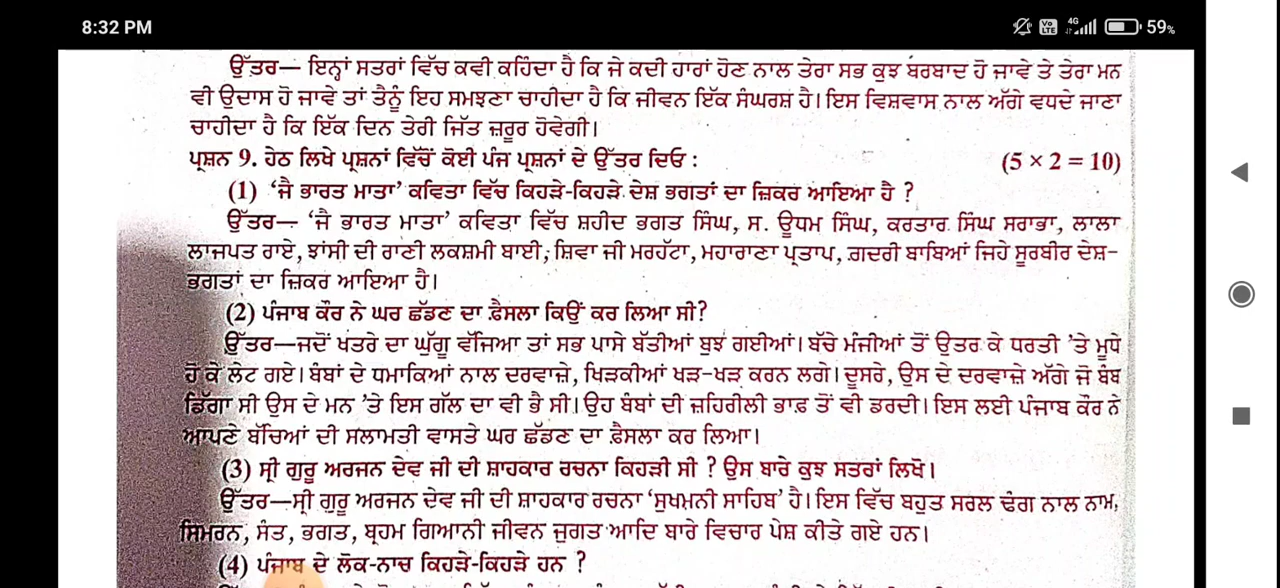 8:32 PM
Vo LTE 4G 59%
ਉੱਤਰ— ਇਨ੍ਹਾਂ ਸਤਰਾਂ ਵਿੱਚ ਕਵੀ ਕਹਿੰਦਾ ਹੈ ਕਿ ਜੇ ਕਦੀ ਹਾਰਾਂ ਹੋਣ ਨਾਲ ਤੇਰਾ ਸਭ ਕੁਝ ਬਰਬਾਦ ਹੋ ਜਾਵੇ ਤੇ ਤੇਰਾ ਮਨ
ਵੀ ਉਦਾਸ ਹੋ ਜਾਵੇ ਤਾਂ ਤੈਨੂੰ ਇਹ ਸਮਝਣਾ ਚਾਹੀਦਾ ਹੈ ਕਿ ਜੀਵਨ ਇੱਕ ਸੰਘਰਸ਼ ਹੈ। ਇਸ ਵਿਸ਼ਵਾਸ ਨਾਲ ਅੱਗੇ ਵਧਦੇ ਜਾਣਾ
ਚਾਹੀਦਾ ਹੈ ਕਿ ਇੱਕ ਦਿਨ ਤੇਰੀ ਜਿੱਤ ਜ਼ਰੂਰ ਹੋਵੇਗੀ।
ਪ੍ਰਸ਼ਨ 9. ਹੇਠ ਲਿਖੇ ਪ੍ਰਸ਼ਨਾਂ ਵਿੱਚੋਂ ਕੋਈ ਪੰਜ ਪ੍ਰਸ਼ਨਾਂ ਦੇ ਉੱਤਰ ਦਿਓ : (5 × 2 = 10)
(1) ‘ਜੈ ਭਾਰਤ ਮਾਤਾ’ ਕਵਿਤਾ ਵਿੱਚ ਕਿਹੜੇ-ਕਿਹੜੇ ਦੇਸ਼ ਭਗਤਾਂ ਦਾ ਜ਼ਿਕਰ ਆਇਆ ਹੈ ?
ਉੱਤਰ— ‘ਜੈ ਭਾਰਤ ਮਾਤਾ’ ਕਵਿਤਾ ਵਿੱਚ ਸ਼ਹੀਦ ਭਗਤ ਸਿੰਘ, ਸ. ਊਧਮ ਸਿੰਘ, ਕਰਤਾਰ ਸਿੰਘ ਸਰਾਭਾ, ਲਾਲਾ
ਲਾਜਪਤ ਰਾਏ, ਝਾਂਸੀ ਦੀ ਰਾਣੀ ਲਕਸ਼ਮੀ ਬਾਈ, ਸ਼ਿਵਾ ਜੀ ਮਰਹੱਟਾ, ਮਹਾਰਾਣਾ ਪ੍ਰਤਾਪ, ਗ਼ਦਰੀ ਬਾਬਿਆਂ ਜਿਹੇ ਸੂਰਬੀਰ ਦੇਸ਼-
ਭਗਤਾਂ ਦਾ ਜ਼ਿਕਰ ਆਇਆ ਹੈ।
(2) ਪੰਜਾਬ ਕੌਰ ਨੇ ਘਰ ਛੱਡਣ ਦਾ ਫ਼ੈਸਲਾ ਕਿਉਂ ਕਰ ਲਿਆ ਸੀ?
ਉੱਤਰ—ਜਦੋਂ ਖਤਰੇ ਦਾ ਘੁੱਗੂ ਵੱਜਿਆ ਤਾਂ ਸਭ ਪਾਸੇ ਬੱਤੀਆਂ ਬੁਝ ਗਈਆਂ। ਬੱਚੇ ਮੰਜੀਆਂ ਤੋਂ ਉਤਰ ਕੇ ਧਰਤੀ ’ਤੇ ਮੂਧੇ
ਹੋ ਕੇ ਲੇਟ ਗਏ। ਬੰਬਾਂ ਦੇ ਧਮਾਕਿਆਂ ਨਾਲ ਦਰਵਾਜ਼ੇ, ਖਿੜਕੀਆਂ ਖੜ-ਖੜ ਕਰਨ ਲਗੇ। ਦੂਸਰੇ, ਉਸ ਦੇ ਦਰਵਾਜ਼ੇ ਅੱਗੇ ਜੋ ਬੰਬ
ਡਿੱਗਾ ਸੀ ਉਸ ਦੇ ਮਨ ’ਤੇ ਇਸ ਗੱਲ ਦਾ ਵੀ ਭੈ ਸੀ। ਉਹ ਬੰਬਾਂ ਦੀ ਜ਼ਹਿਰੀਲੀ ਭਾਫ਼ ਤੋਂ ਵੀ ਡਰਦੀ। ਇਸ ਲਈ ਪੰਜਾਬ ਕੌਰ ਨੇ
ਆਪਣੇ ਬੱਚਿਆਂ ਦੀ ਸਲਾਮਤੀ ਵਾਸਤੇ ਘਰ ਛੱਡਣ ਦਾ ਫ਼ੈਸਲਾ ਕਰ ਲਿਆ।
(3) ਸ੍ਰੀ ਗੁਰੂ ਅਰਜਨ ਦੇਵ ਜੀ ਦੀ ਸ਼ਾਹਕਾਰ ਰਚਨਾ ਕਿਹੜੀ ਸੀ ? ਉਸ ਬਾਰੇ ਕੁਝ ਸਤਰਾਂ ਲਿਖੋ।
ਉੱਤਰ—ਸ੍ਰੀ ਗੁਰੂ ਅਰਜਨ ਦੇਵ ਜੀ ਦੀ ਸ਼ਾਹਕਾਰ ਰਚਨਾ ‘ਸੁਖਮਨੀ ਸਾਹਿਬ’ ਹੈ। ਇਸ ਵਿੱਚ ਬਹੁਤ ਸਰਲ ਢੰਗ ਨਾਲ ਨਾਮ,
ਸਿਮਰਨ, ਸੰਤ, ਭਗਤ, ਬ੍ਰਹਮ ਗਿਆਨੀ ਜੀਵਨ ਜੁਗਤ ਆਦਿ ਬਾਰੇ ਵਿਚਾਰ ਪੇਸ਼ ਕੀਤੇ ਗਏ ਹਨ।
(4) ਪੰਜਾਬ ਦੇ ਲੋਕ-ਨਾਚ ਕਿਹੜੇ-ਕਿਹੜੇ ਹਨ ?